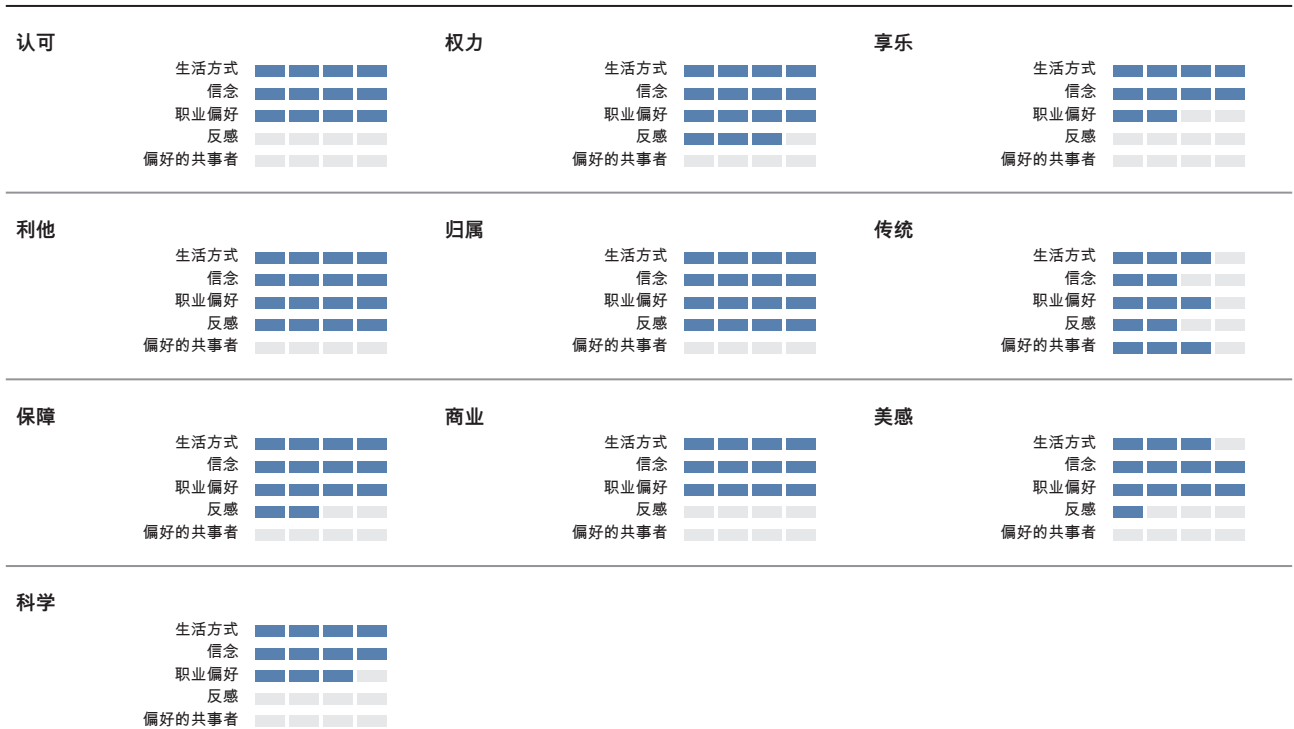 认可
生活方式
信念
职业偏好
反感
偏好的共事者
权力
生活方式
信念
职业偏好
反感
偏好的共事者
享乐
生活方式
信念
职业偏好
反感
偏好的共事者
利他
生活方式
信念
职业偏好
反感
偏好的共事者
归属
生活方式
信念
职业偏好
反感
偏好的共事者
传统
生活方式
信念
职业偏好
反感
偏好的共事者
保障
生活方式
信念
职业偏好
反感
偏好的共事者
商业
生活方式
信念
职业偏好
反感
偏好的共事者
美感
生活方式
信念
职业偏好
反感
偏好的共事者
科学
生活方式
信念
职业偏好
反感
偏好的共事者